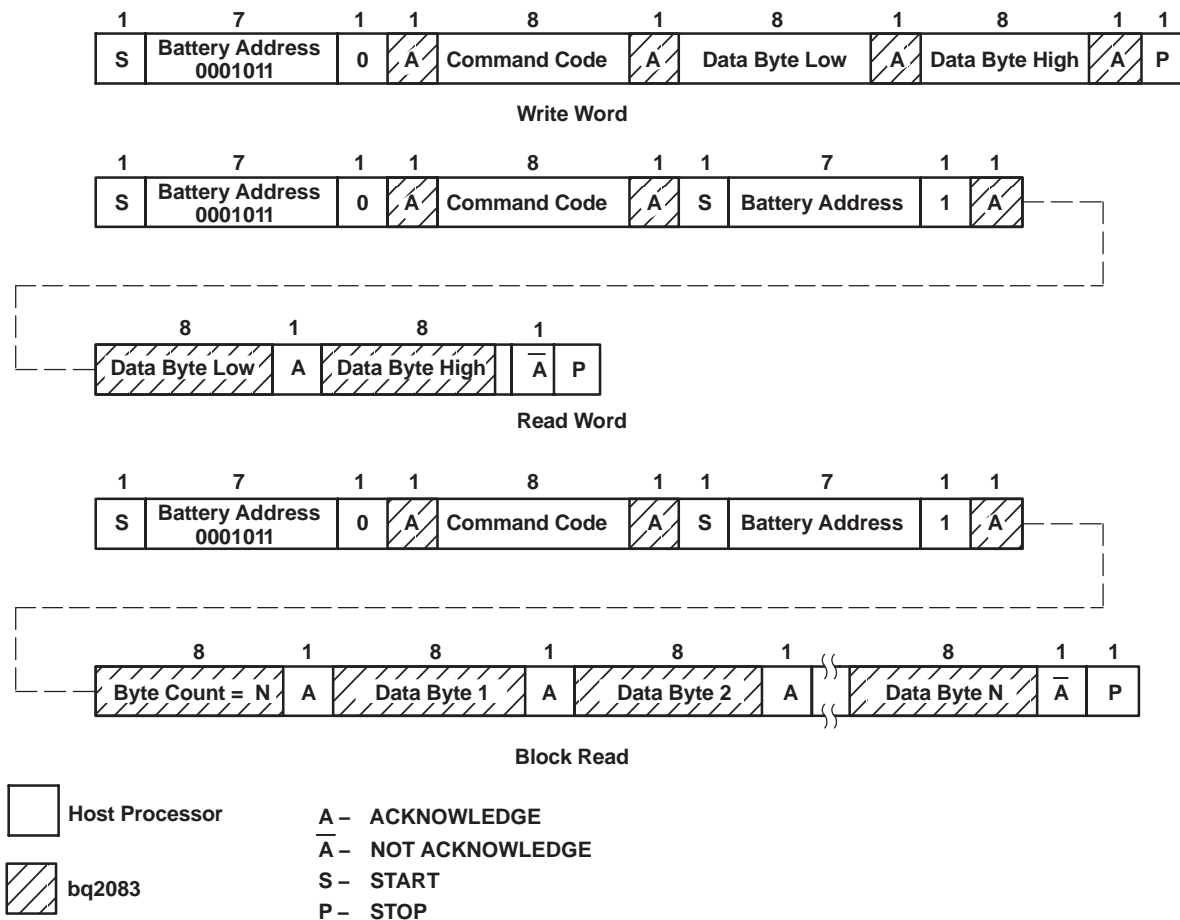 1 7 1 1 8 1 8 1 8 1 1
S Battery Address 0001011 0 A Command Code A Data Byte Low A Data Byte High A P
Write Word
1 7 1 1 8 1 1 7 1 1
S Battery Address 0001011 0 A Command Code A S Battery Address 1 A
8 1 8 1
Data Byte Low A Data Byte High A̅ P
Read Word
1 7 1 1 8 1 1 7 1 1
S Battery Address 0001011 0 A Command Code A S Battery Address 1 A
8 1 8 1 8 1 8 1 1
Byte Count = N A Data Byte 1 A Data Byte 2 A Data Byte N A̅ P
Block Read
Host Processor
bq2083
A – ACKNOWLEDGE
A̅ – NOT ACKNOWLEDGE
S – START
P – STOP